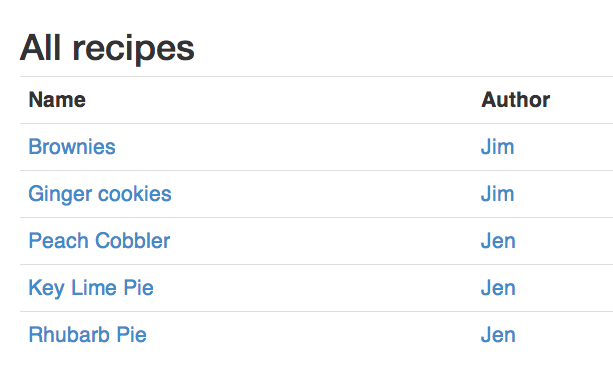 All recipes
Name Author
Brownies Jim
Ginger cookies Jim
Peach Cobbler Jen
Key Lime Pie Jen
Rhubarb Pie Jen